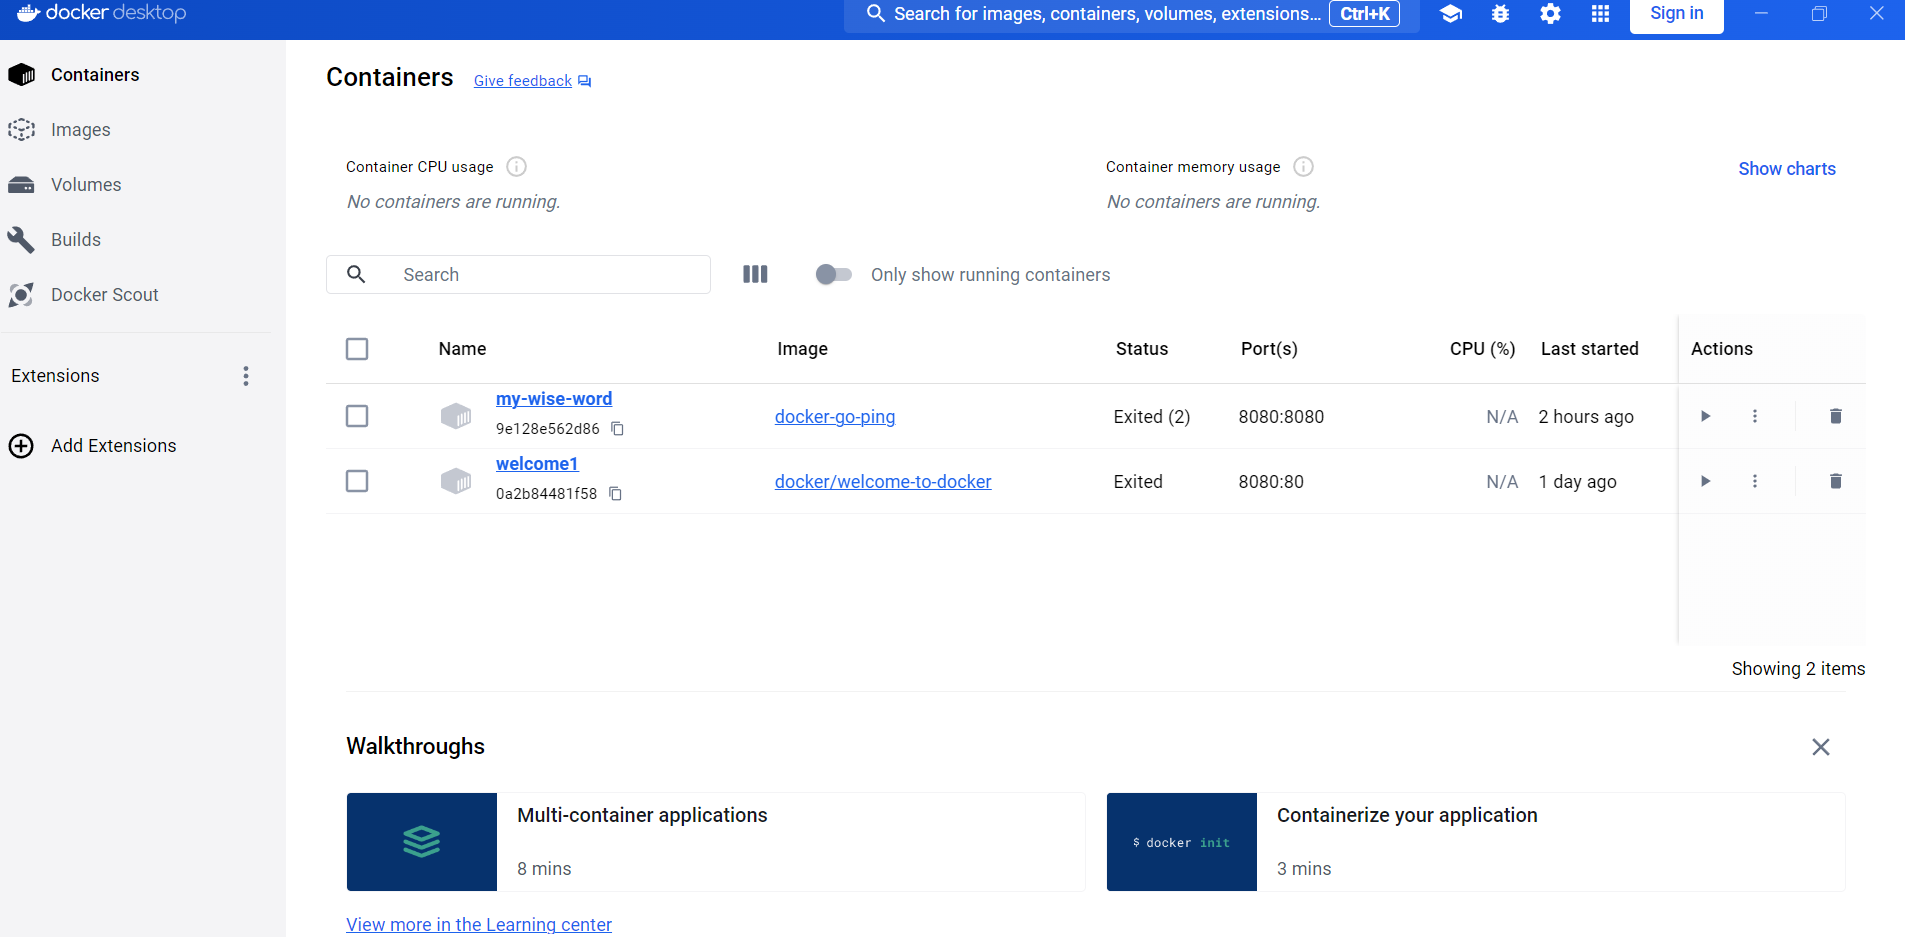 docker desktop
Search for images, containers, volumes, extensions... Ctrl+K
Sign in
Containers
Images
Volumes
Builds
Docker Scout
Extensions
Add Extensions
Containers Give feedback
Container CPU usage
No containers are running.
Container memory usage
No containers are running.
Show charts
Search
Only show running containers
Name Image Status Port(s) CPU (%) Last started Actions
my-wise-word
9e128e562d86
docker-go-ping Exited (2) 8080:8080 N/A 2 hours ago
welcome1
0a2b84481f58
docker/welcome-to-docker Exited 8080:80 N/A 1 day ago
Showing 2 items
Walkthroughs
Multi-container applications
8 mins
$ docker init
Containerize your application
3 mins
View more in the Learning center